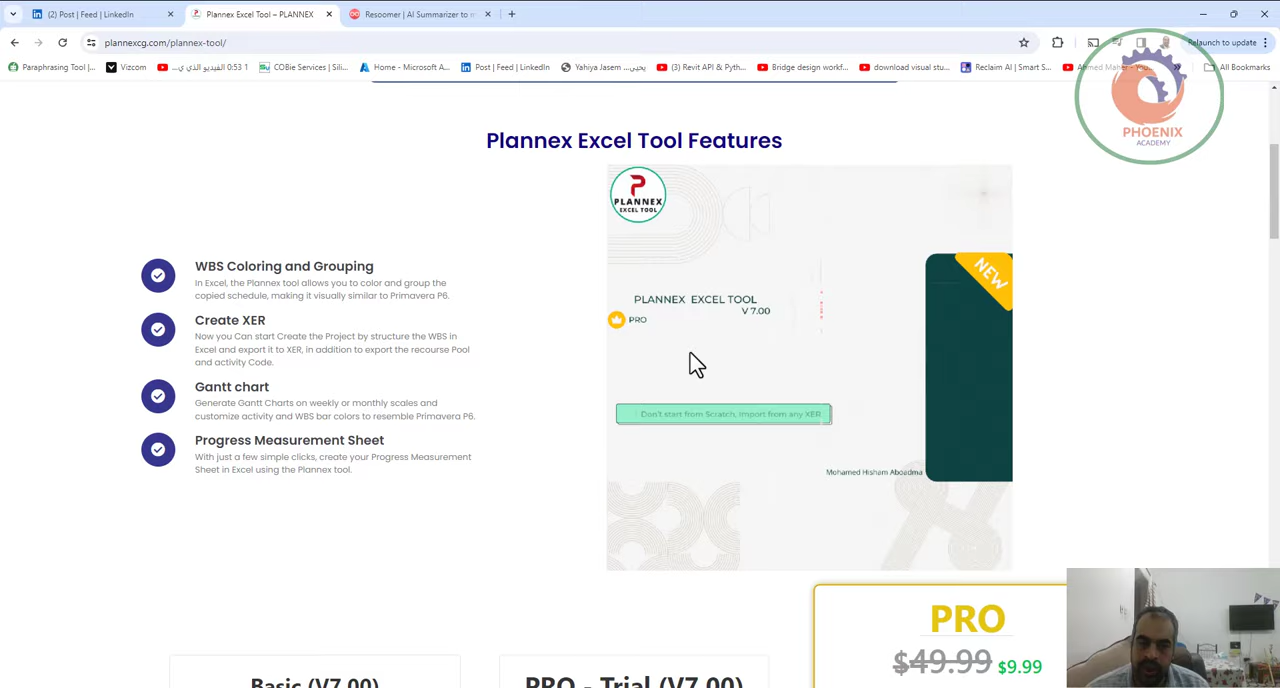 (2) Post | Feed | LinkedIn
Plannex Excel Tool – PLANNEX
Resoomer | AI Summarizer to m
plannexcg.com/plannex-tool/
Relaunch to update
Paraphrasing Tool |...
Vizcom
Post | Feed | LinkedIn
COBie Services | Sili...
Home - Microsoft A...
(3) Revit API & Pyth...
Bridge design workf...
download visual stu...
Reclaim AI | Smart S...
All Bookmarks
PHOENIX
ACADEMY
Plannex Excel Tool Features
WBS Coloring and Grouping
In Excel, the Plannex tool allows you to color and group the
copied schedule, making it visually similar to Primavera P6.
Create XER
Now you Can start Create the Project by structure the WBS in
Excel and export it to XER, in addition to export the recourse Pool
and activity Code.
Gantt chart
Generate Gantt Charts on weekly or monthly scales and
customize activity and WBS bar colors to resemble Primavera P6.
Progress Measurement Sheet
With just a few simple clicks, create your Progress Measurement
Sheet in Excel using the Plannex tool.
PLANNEX
EXCEL TOOL
NEW
PLANNEX EXCEL TOOL
V 7.00
PRO
Don't start from Scratch, Import from any XER
Mohamed Hisham Aboadma
Basic (V7.00)
PRO - Trial (V7.00)
PRO
$49.99 $9.99